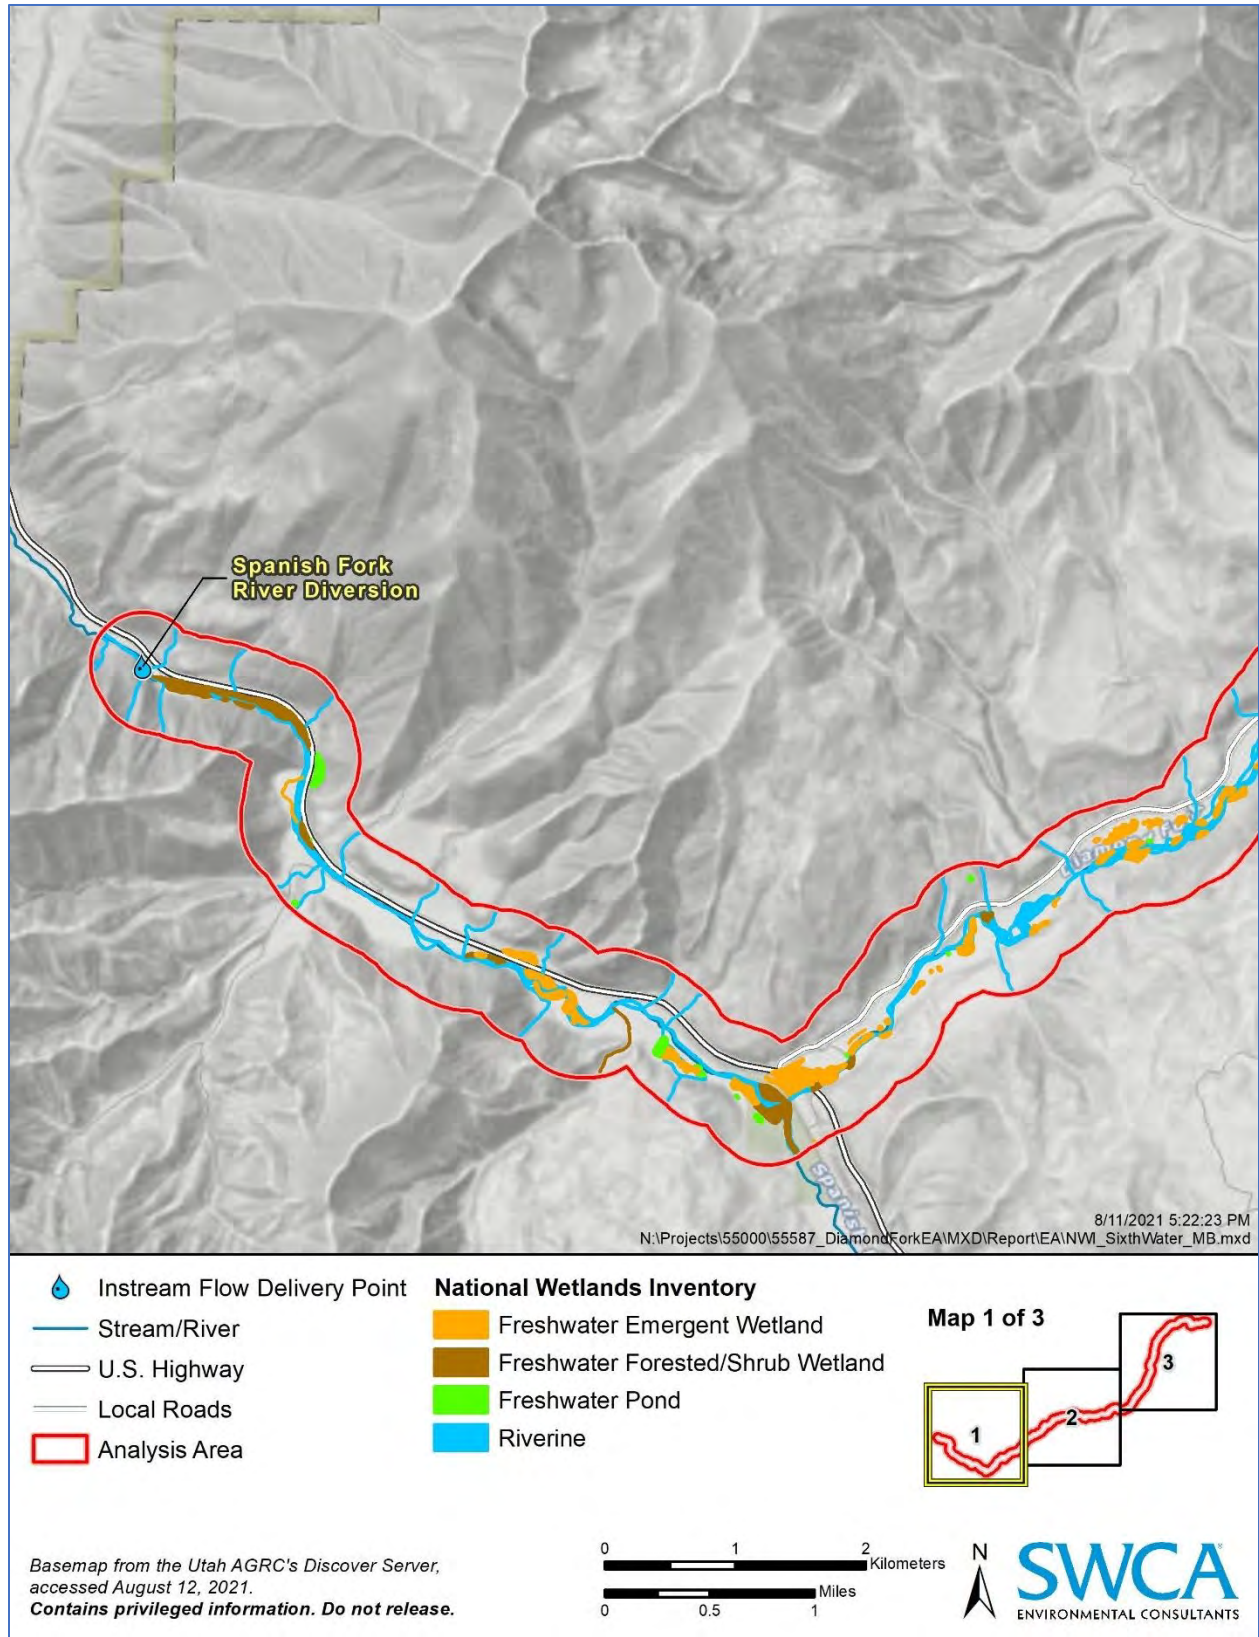 Spanish Fork
River Diversion
Diamond Fork
Spanish
8/11/2021 5:22:23 PM
N:\Projects\55000\55587_DiamondForkEA\MXD\Report\EA\NWI_SixthWater_MB.mxd
Instream Flow Delivery Point
Stream/River
U.S. Highway
Local Roads
Analysis Area
National Wetlands Inventory
Freshwater Emergent Wetland
Freshwater Forested/Shrub Wetland
Freshwater Pond
Riverine
Map 1 of 3
1
2
3
Basemap from the Utah AGRC's Discover Server,
accessed August 12, 2021.
Contains privileged information. Do not release.
0 1 2
Kilometers
Miles
0 0.5 1
N
SWCA
ENVIRONMENTAL CONSULTANTS